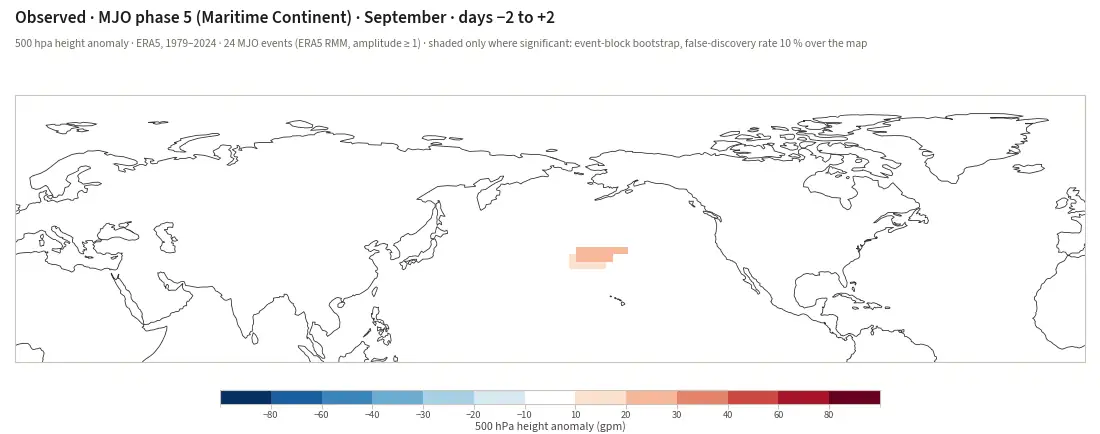 Observed · MJO phase 5 (Maritime Continent) · September · days −2 to +2
500 hpa height anomaly · ERA5, 1979–2024 · 24 MJO events (ERA5 RMM, amplitude ≥ 1) · shaded only where significant: event-block bootstrap, false-discovery rate 10 % over the map
−80 −60 −40 −30 −20 −10 10 20 30 40 60 80
500 hPa height anomaly (gpm)